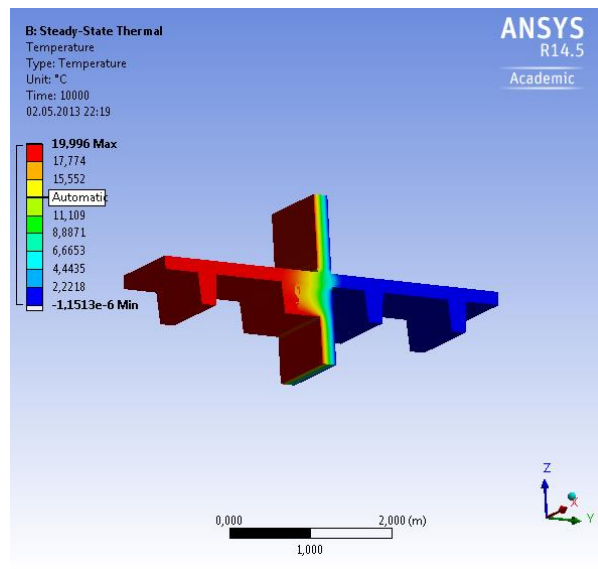 B: Steady-State Thermal
Temperature
Type: Temperature
Unit: °C
Time: 10000
02.05.2013 22:19
ANSYS
R14.5
Academic
19,996 Max
17,774
15,552
Automatic
11,109
8,8871
6,6653
4,4435
2,2218
-1,1513e-6 Min
Z
X
Y
0,000
2,000 (m)
1,000